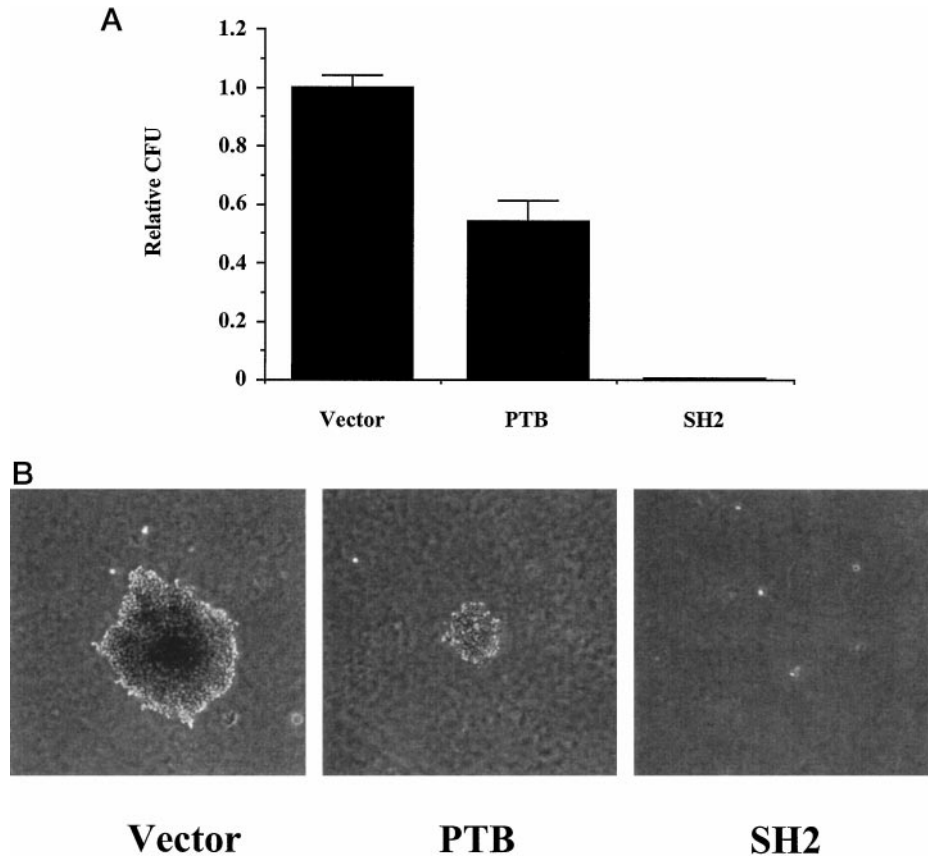 A
Relative CFU
1.2
1.0
0.8
0.6
0.4
0.2
0
Vector PTB SH2
B
Vector PTB SH2